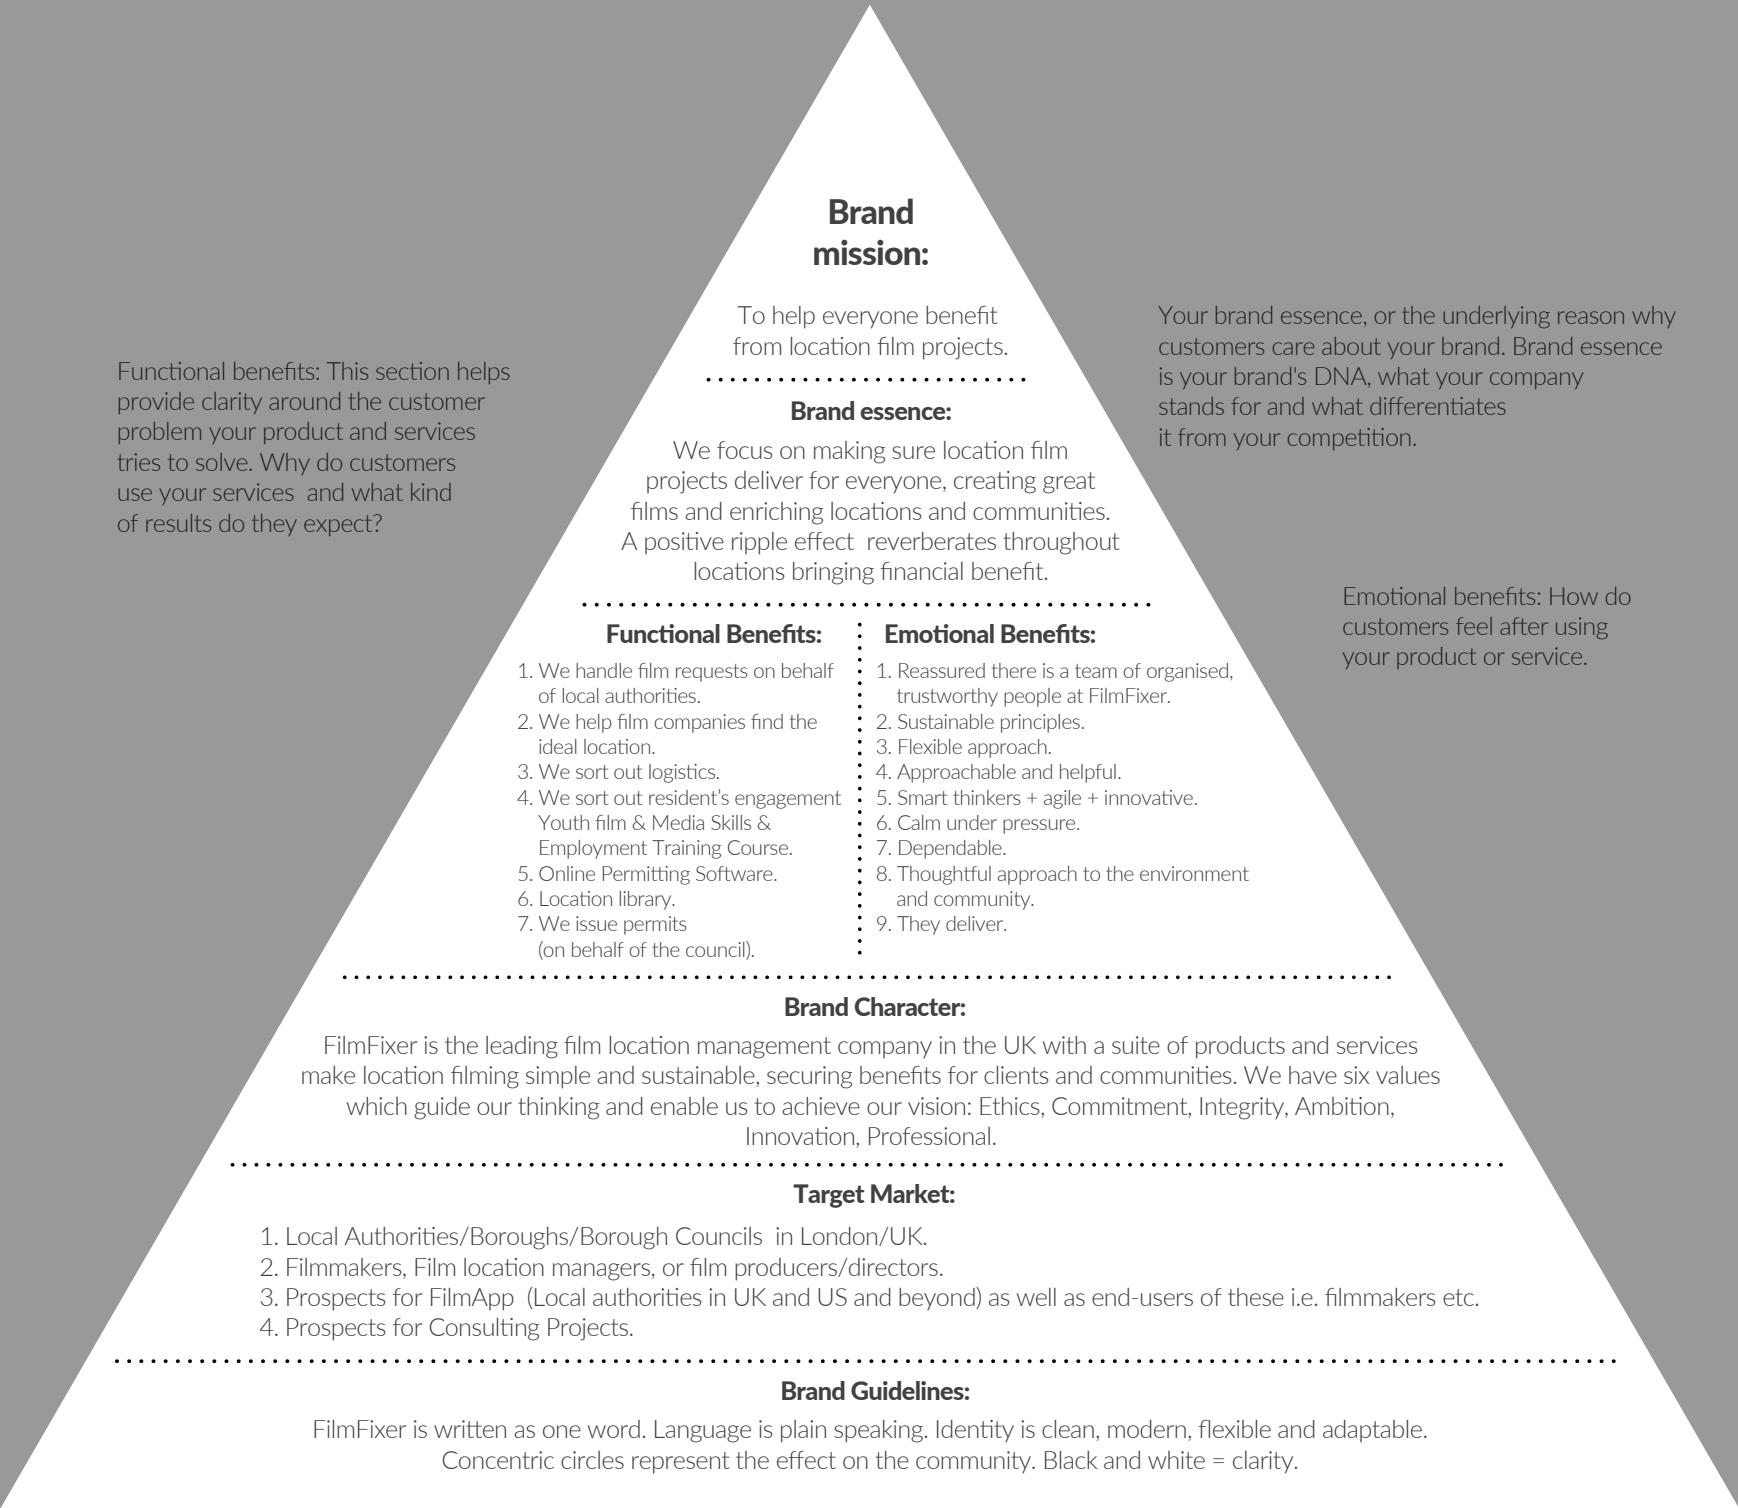 Brand
mission:
To help everyone benefit
from location film projects.
Functional benefits: This section helps
provide clarity around the customer
problem your product and services
tries to solve. Why do customers
use your services  and what kind
of results do they expect?
Your brand essence, or the underlying reason why
customers care about your brand. Brand essence
is your brand's DNA, what your company
stands for and what differentiates
it from your competition.
Brand essence:
We focus on making sure location film
projects deliver for everyone, creating great
films and enriching locations and communities.
A positive ripple effect  reverberates throughout
locations bringing financial benefit.
Emotional benefits: How do
customers feel after using
your product or service.
Functional Benefits:
1. We handle film requests on behalf
of local authorities.
2. We help film companies find the
ideal location.
3. We sort out logistics.
4. We sort out resident’s engagement
Youth film & Media Skills &
Employment Training Course.
5. Online Permitting Software.
6. Location library.
7. We issue permits
(on behalf of the council).
Emotional Benefits:
1. Reassured there is a team of organised,
trustworthy people at FilmFixer.
2. Sustainable principles.
3. Flexible approach.
4. Approachable and helpful.
5. Smart thinkers + agile + innovative.
6. Calm under pressure.
7. Dependable.
8. Thoughtful approach to the environment
and community.
9. They deliver.
Brand Character:
FilmFixer is the leading film location management company in the UK with a suite of products and services
make location filming simple and sustainable, securing benefits for clients and communities. We have six values
which guide our thinking and enable us to achieve our vision: Ethics, Commitment, Integrity, Ambition,
Innovation, Professional.
Target Market:
1. Local Authorities/Boroughs/Borough Councils  in London/UK.
2. Filmmakers, Film location managers, or film producers/directors.
3. Prospects for FilmApp  (Local authorities in UK and US and beyond) as well as end-users of these i.e. filmmakers etc.
4. Prospects for Consulting Projects.
Brand Guidelines:
FilmFixer is written as one word. Language is plain speaking. Identity is clean, modern, flexible and adaptable.
Concentric circles represent the effect on the community. Black and white = clarity.